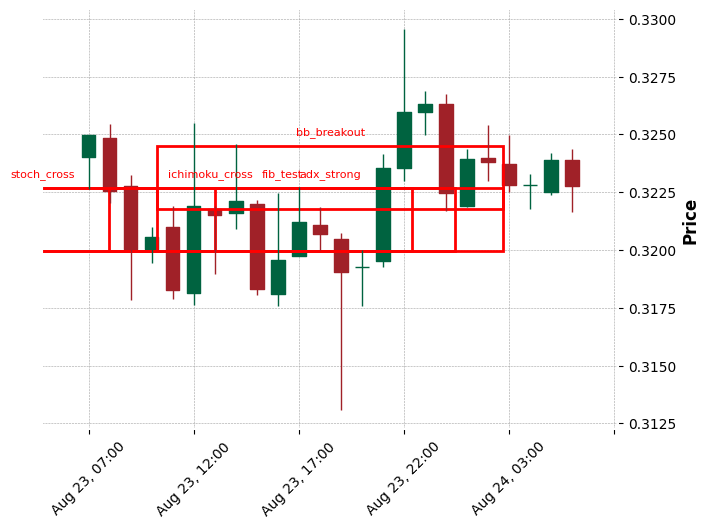 0.3300
0.3275
bb_breakout
0.3250
stoch_cross ichimoku_cross fib_test adx_strong
0.3225
0.3200
Price
0.3175
0.3150
0.3125
Aug 23, 07:00
Aug 23, 12:00
Aug 23, 17:00
Aug 23, 22:00
Aug 24, 03:00